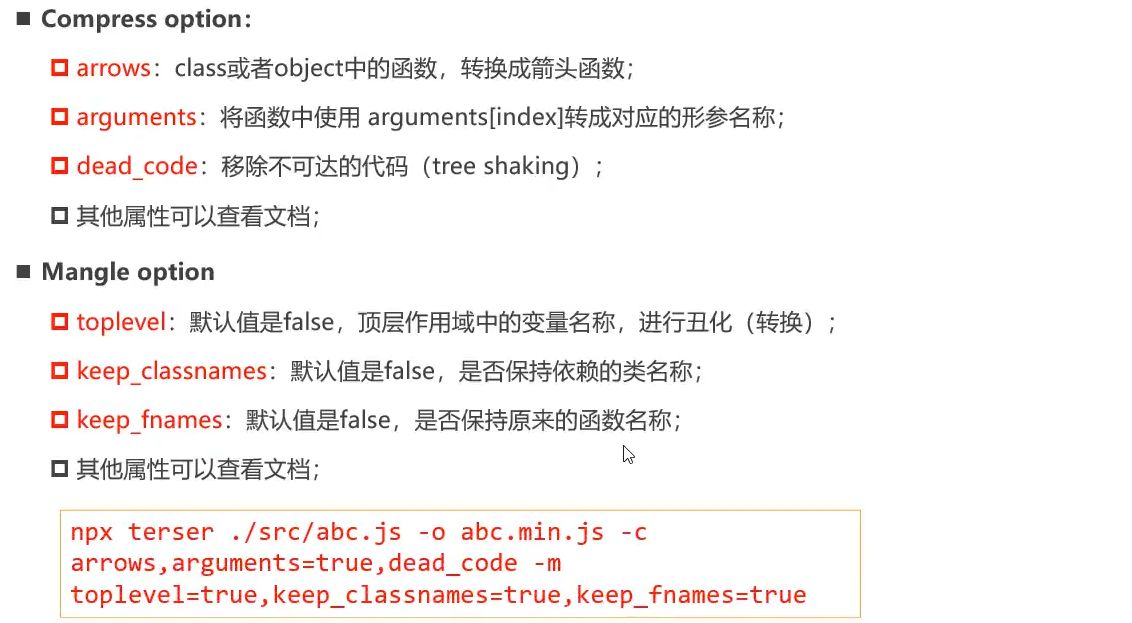 Compress option：
arrows：class或者object中的函数，转换成箭头函数；
arguments：将函数中使用 arguments[index]转成对应的形参名称；
dead_code：移除不可达的代码（tree shaking）；
其他属性可以查看文档；
Mangle option
toplevel：默认值是false，顶层作用域中的变量名称，进行丑化（转换）；
keep_classnames：默认值是false，是否保持依赖的类名称；
keep_fnames：默认值是false，是否保持原来的函数名称；
其他属性可以查看文档；
npx terser ./src/abc.js -o abc.min.js -c
arrows,arguments=true,dead_code -m
toplevel=true,keep_classnames=true,keep_fnames=true